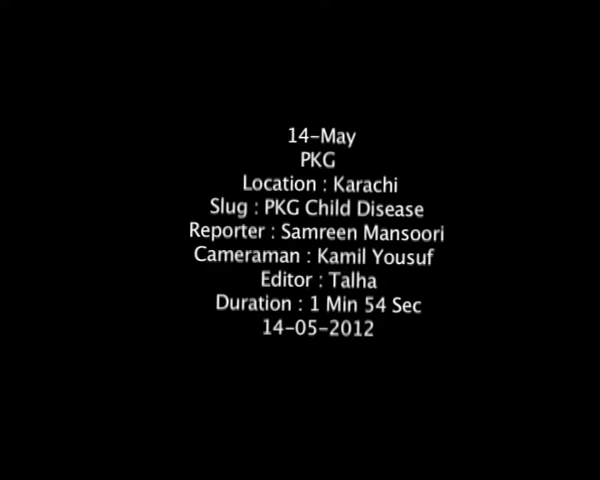 14-May
PKG
Location : Karachi
Slug : PKG Child Disease
Reporter : Samreen Mansoori
Cameraman : Kamil Yousuf
Editor : Talha
Duration : 1 Min 54 Sec
14-05-2012